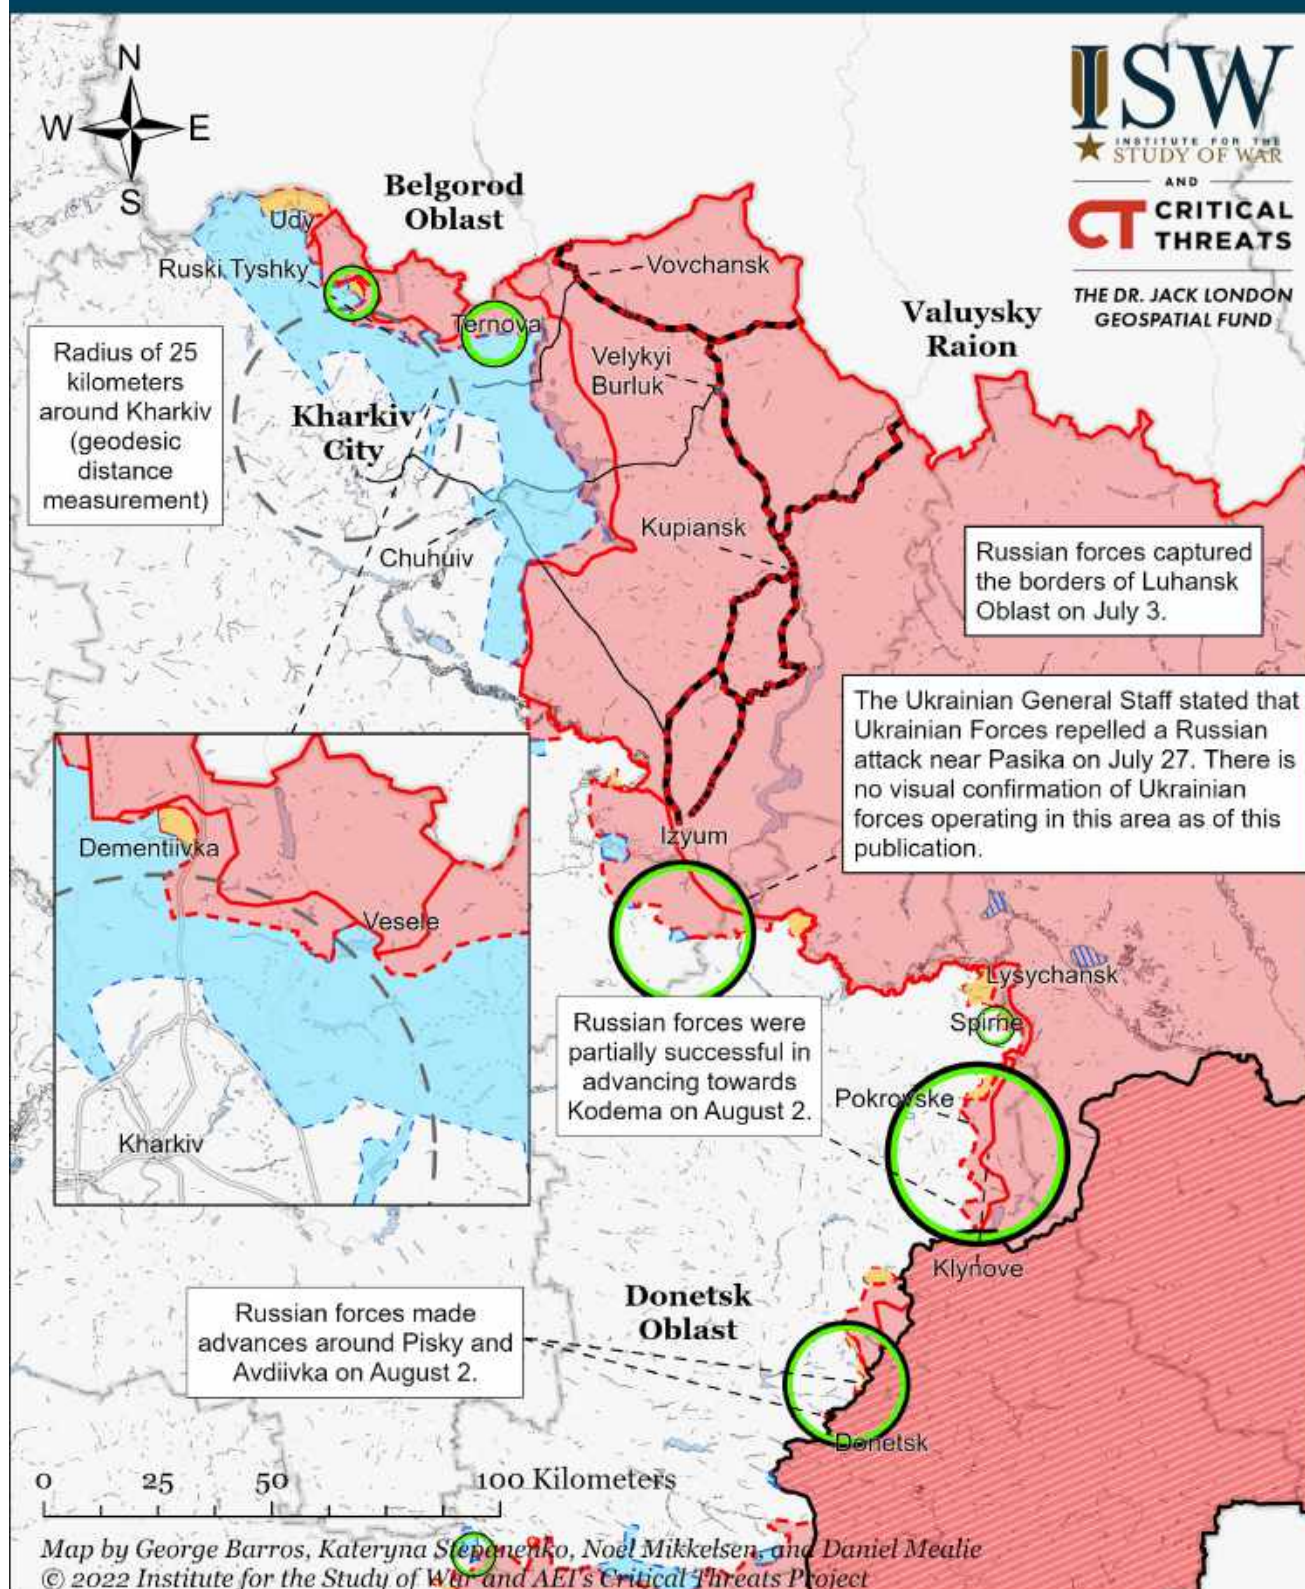 N
W E
S
ISW
INSTITUTE FOR THE
STUDY OF WAR
AND
CT CRITICAL
THREATS
THE DR. JACK LONDON
GEOSPATIAL FUND
Belgorod
Oblast
Udy
Ruski Tyshky
Vovchansk
Ternova
Valuysky
Raion
Radius of 25
kilometers
around Kharkiv
(geodesic
distance
measurement)
Velykyi
Burluk
Kharkiv
City
Kupiansk
Chuhuiv
Russian forces captured
the borders of Luhansk
Oblast on July 3.
The Ukrainian General Staff stated that
Ukrainian Forces repelled a Russian
attack near Pasika on July 27. There is
no visual confirmation of Ukrainian
forces operating in this area as of this
publication.
Izyum
Dementiivka
Vesele
Kharkiv
Lysychansk
Spirne
Russian forces were
partially successful in
advancing towards
Kodema on August 2.
Pokrovske
Klynove
Donetsk
Oblast
Russian forces made
advances around Pisky and
Avdiivka on August 2.
Donetsk
0 25 50 100 Kilometers
Map by George Barros, Kateryna Stepanenko, Noel Mikkelsen, and Daniel Mealie
© 2022 Institute for the Study of War and AEI's Critical Threats Project